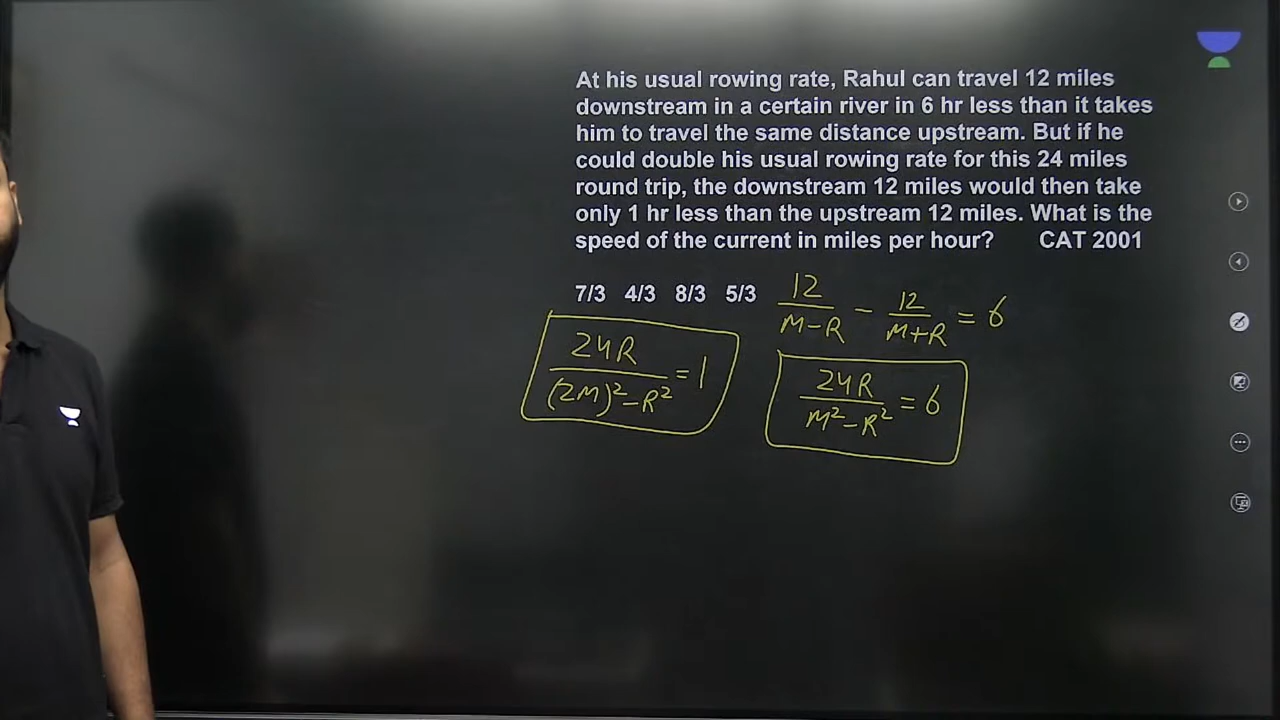 At his usual rowing rate, Rahul can travel 12 miles
downstream in a certain river in 6 hr less than it takes
him to travel the same distance upstream. But if he
could double his usual rowing rate for this 24 miles
round trip, the downstream 12 miles would then take
only 1 hr less than the upstream 12 miles. What is the
speed of the current in miles per hour? CAT 2001
7/3 4/3 8/3 5/3
12/(M-R) - 12/(M+R) = 6
24R/((2M)²-R²) = 1
24R/(M²-R²) = 6